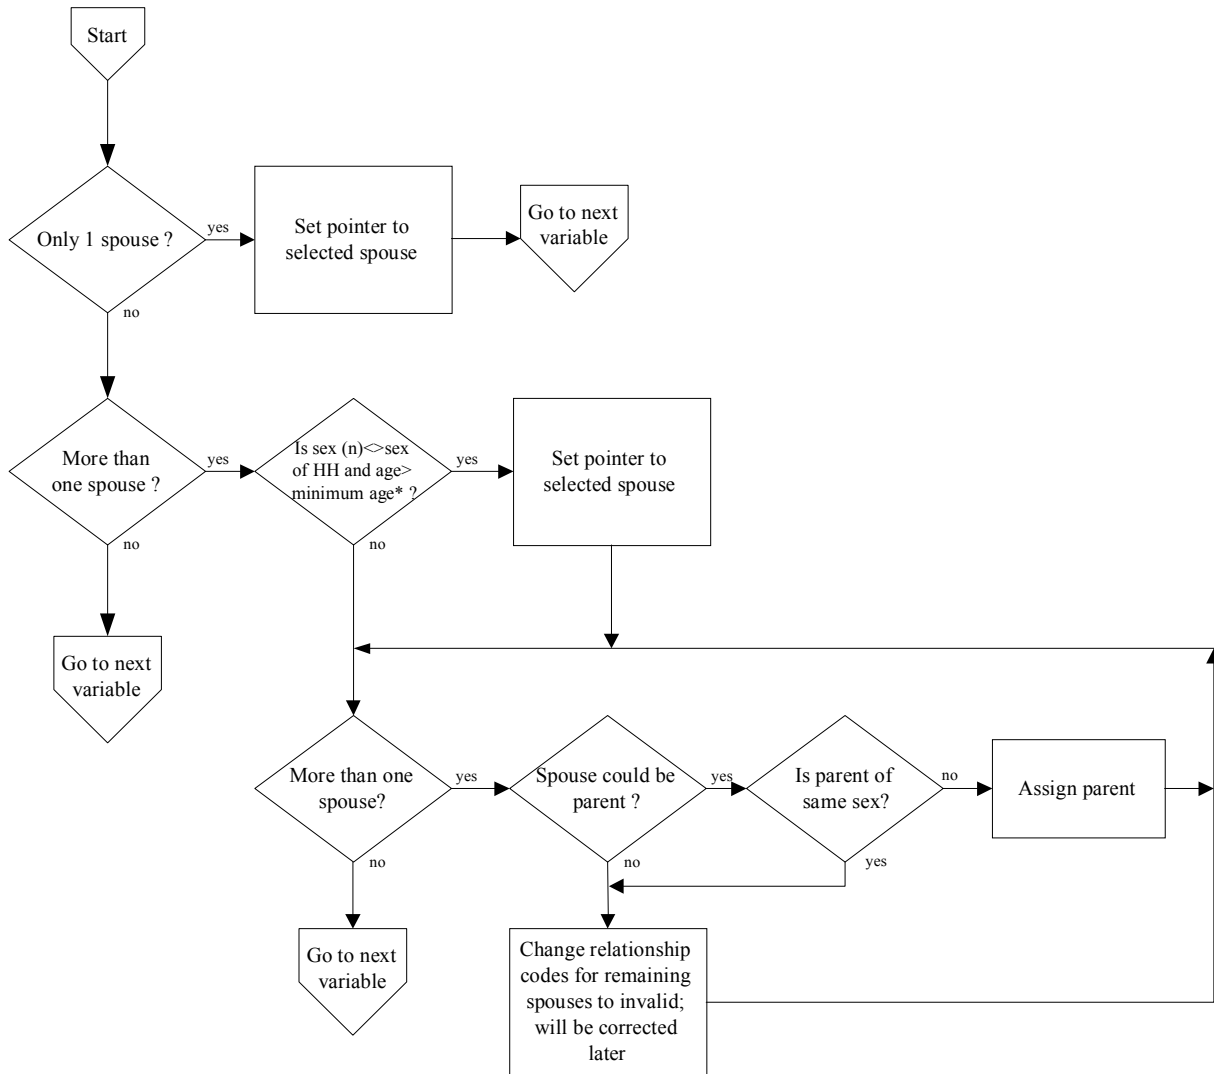 Start
Only 1 spouse ?
yes
Set pointer to
selected spouse
Go to next
variable
no
More than
one spouse ?
yes
Is sex (n)<>sex
of HH and age>
minimum age* ?
yes
Set pointer to
selected spouse
no
no
Go to next
variable
More than one
spouse?
yes
Spouse could be
parent ?
yes
Is parent of
same sex?
no
Assign parent
no
no
yes
Go to next
variable
Change relationship
codes for remaining
spouses to invalid;
will be corrected
later